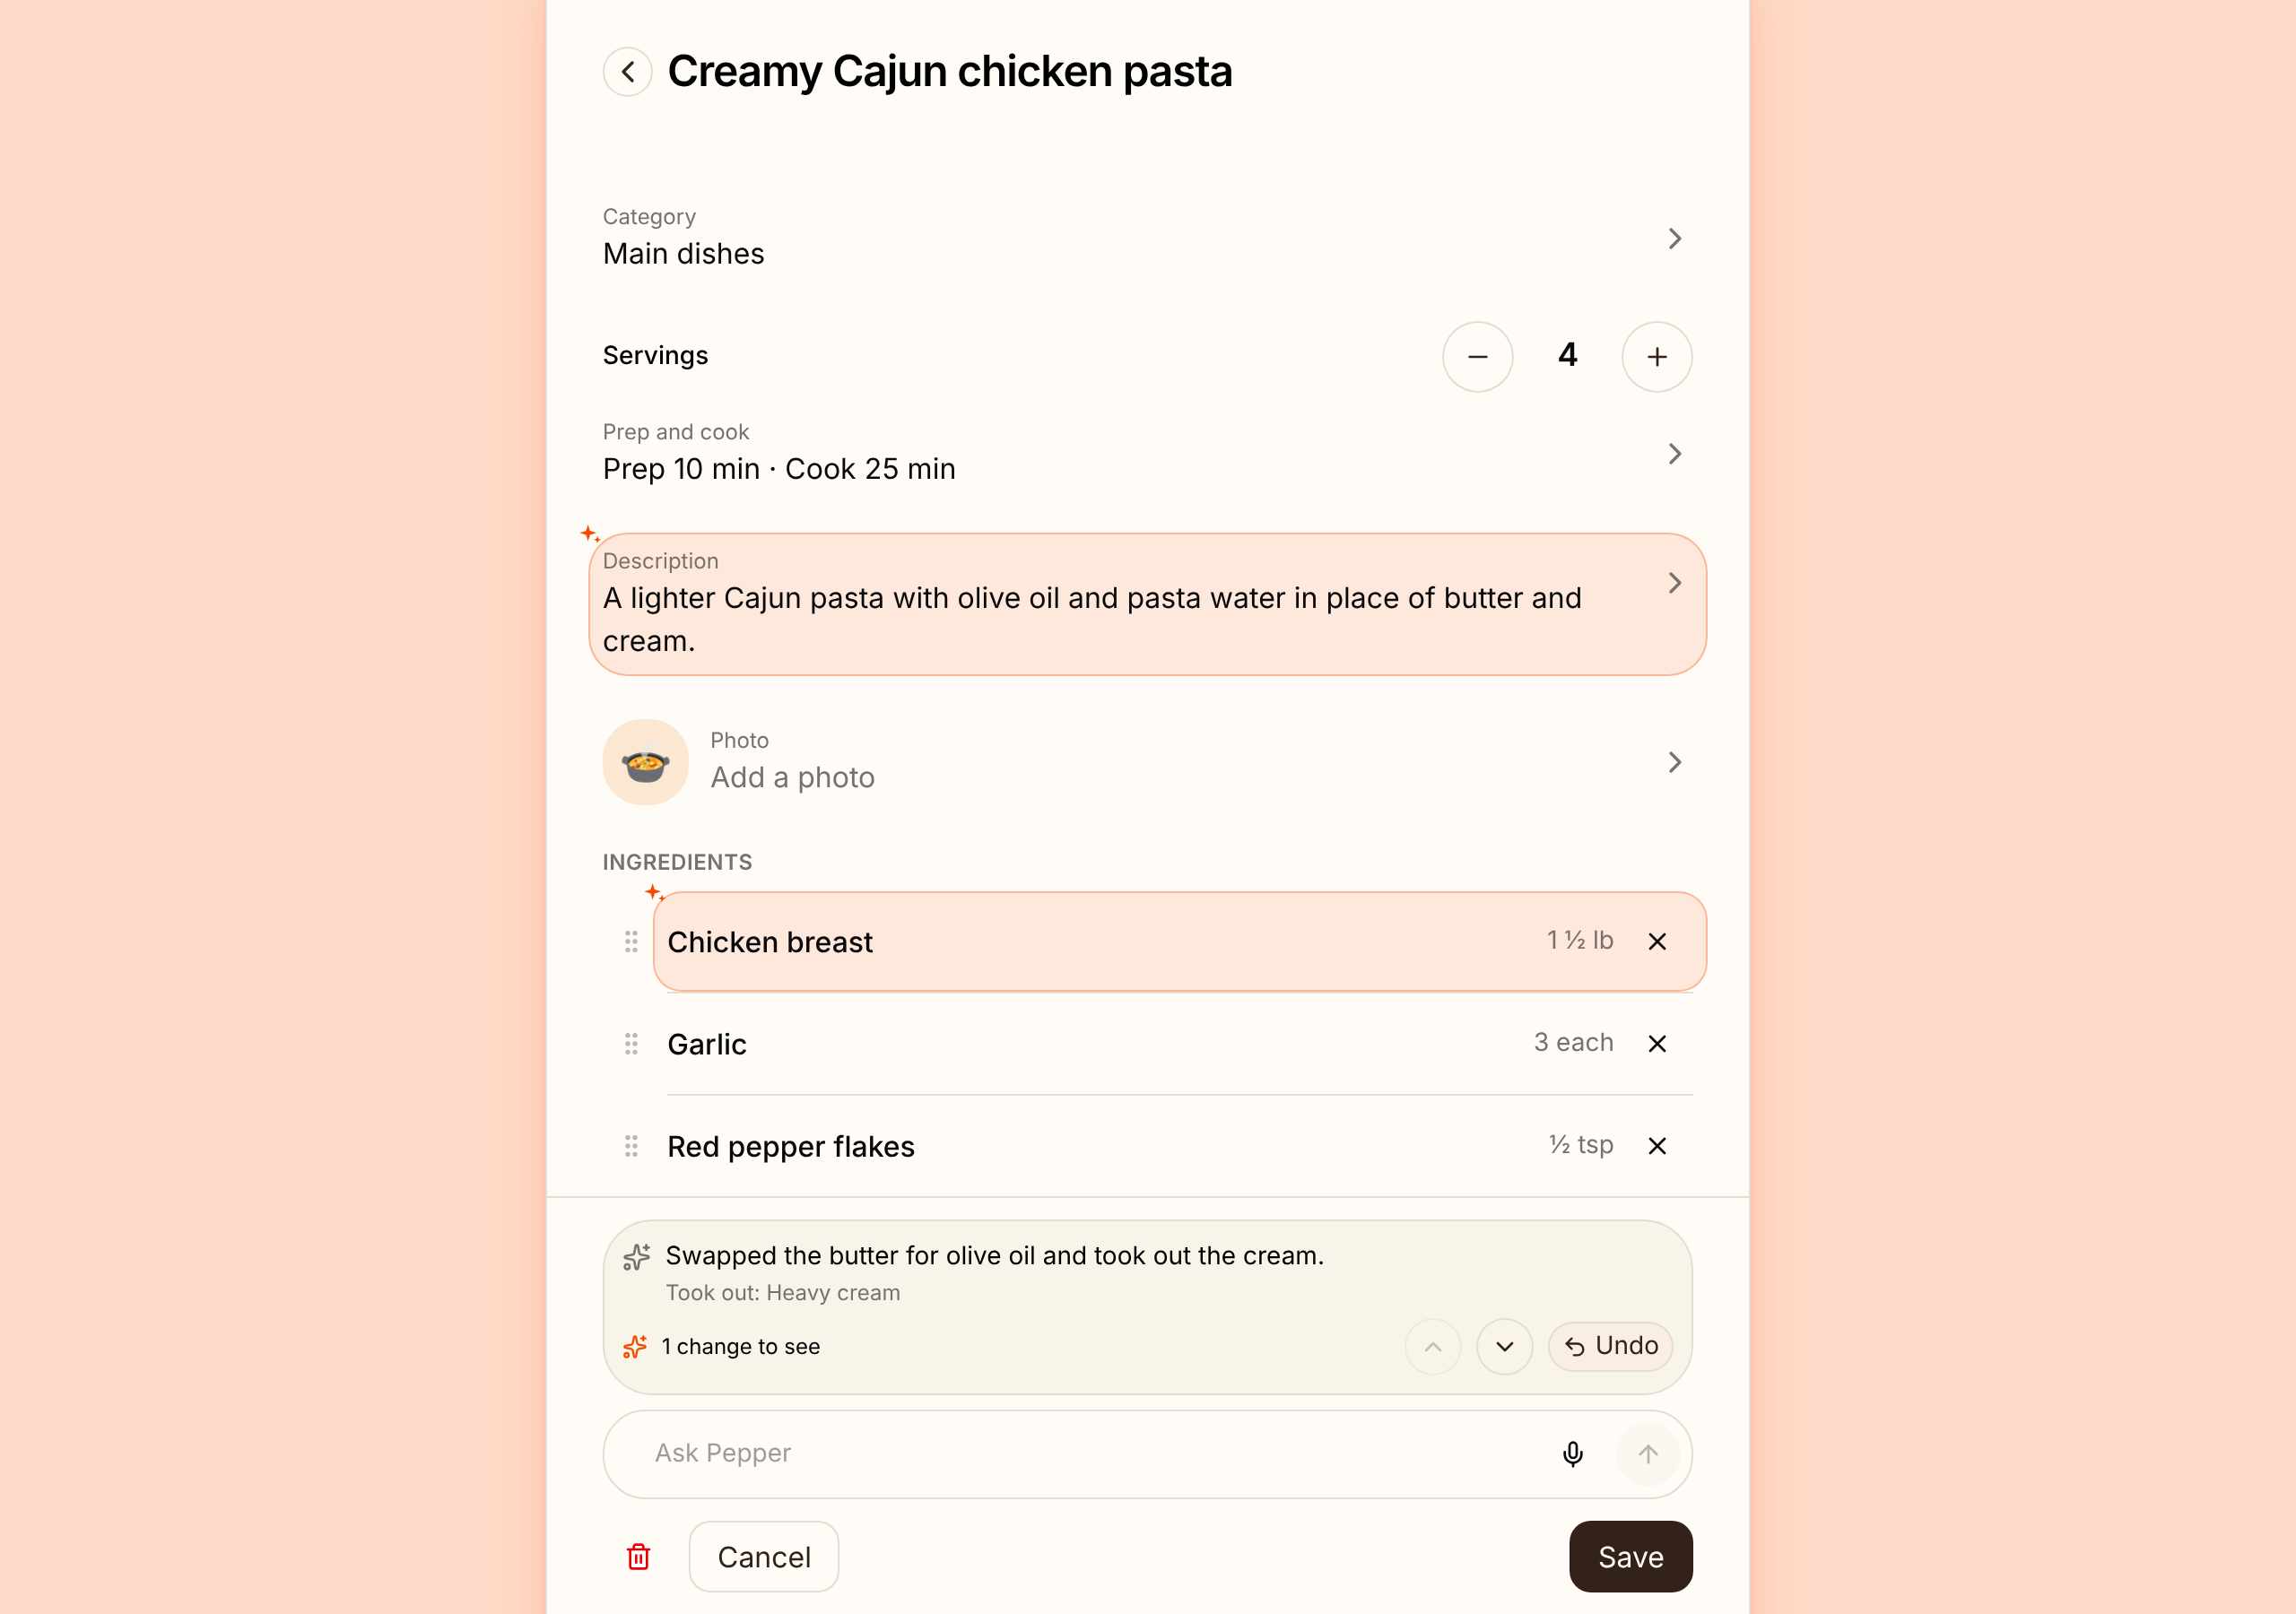 Creamy Cajun chicken pasta
Category
Main dishes
Servings
4
Prep and cook
Prep 10 min · Cook 25 min
Description
A lighter Cajun pasta with olive oil and pasta water in place of butter and
cream.
Photo
Add a photo
INGREDIENTS
Chicken breast 1 ½ lb
Garlic 3 each
Red pepper flakes ½ tsp
Swapped the butter for olive oil and took out the cream.
Took out: Heavy cream
1 change to see Undo
Ask Pepper
Cancel Save